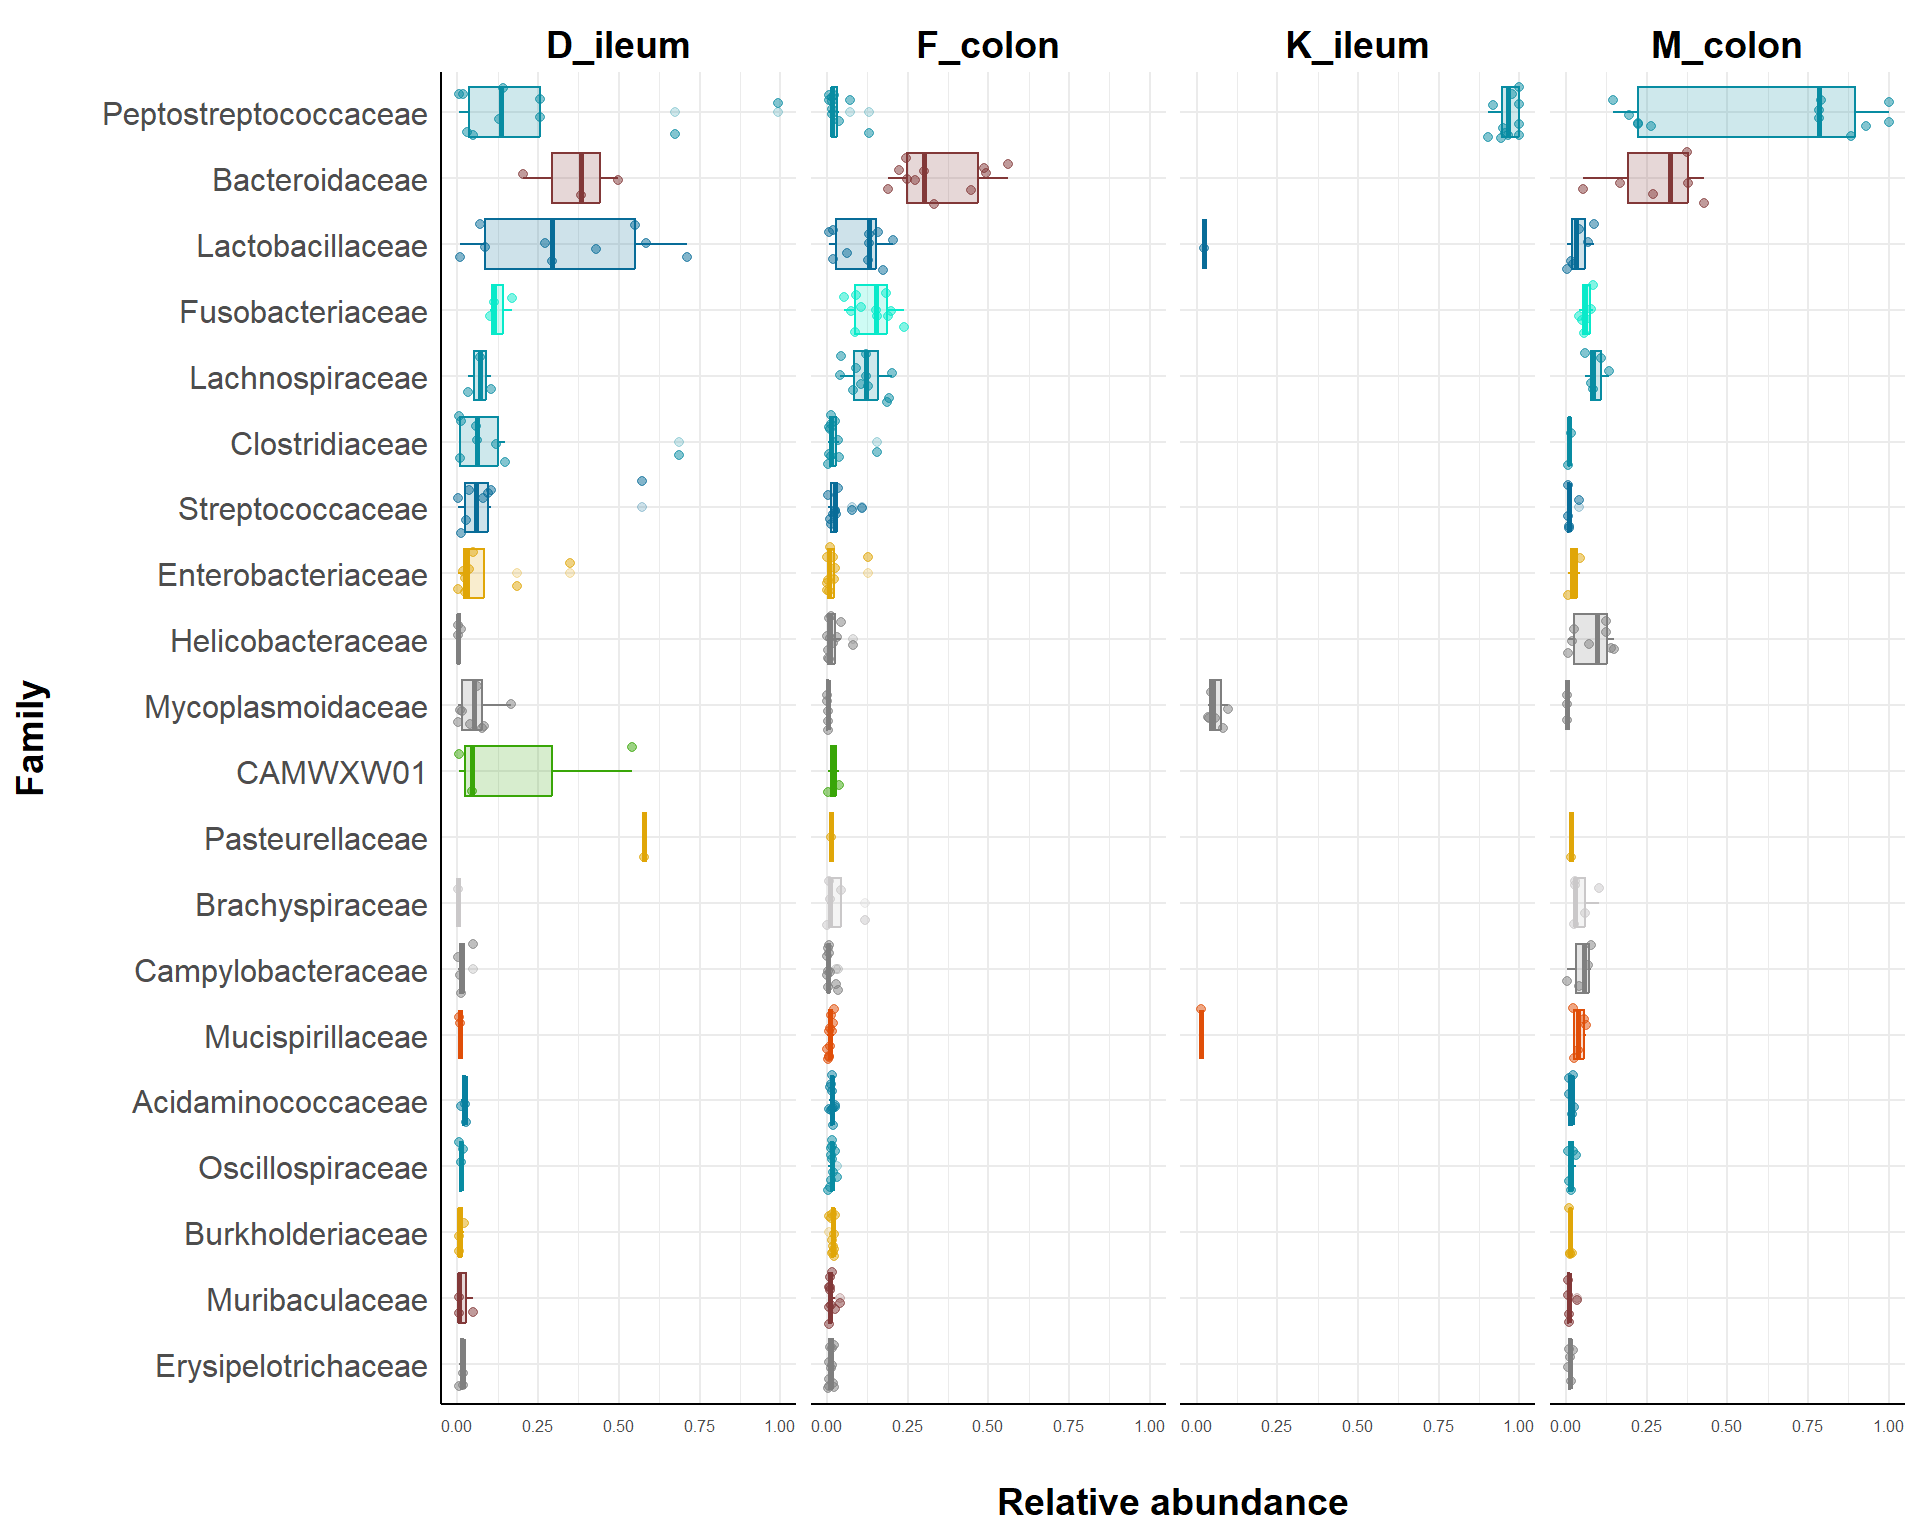 D_ileum F_colon K_ileum M_colon
Peptostreptococcaceae
Bacteroidaceae
Lactobacillaceae
Fusobacteriaceae
Lachnospiraceae
Clostridiaceae
Streptococcaceae
Enterobacteriaceae
Helicobacteraceae
Mycoplasmoidaceae
CAMWXW01
Pasteurellaceae
Brachyspiraceae
Campylobacteraceae
Mucispirillaceae
Acidaminococcaceae
Oscillospiraceae
Burkholderiaceae
Muribaculaceae
Erysipelotrichaceae
Family
0.00 0.25 0.50 0.75 1.00 0.00 0.25 0.50 0.75 1.00 0.00 0.25 0.50 0.75 1.00 0.00 0.25 0.50 0.75 1.00
Relative abundance